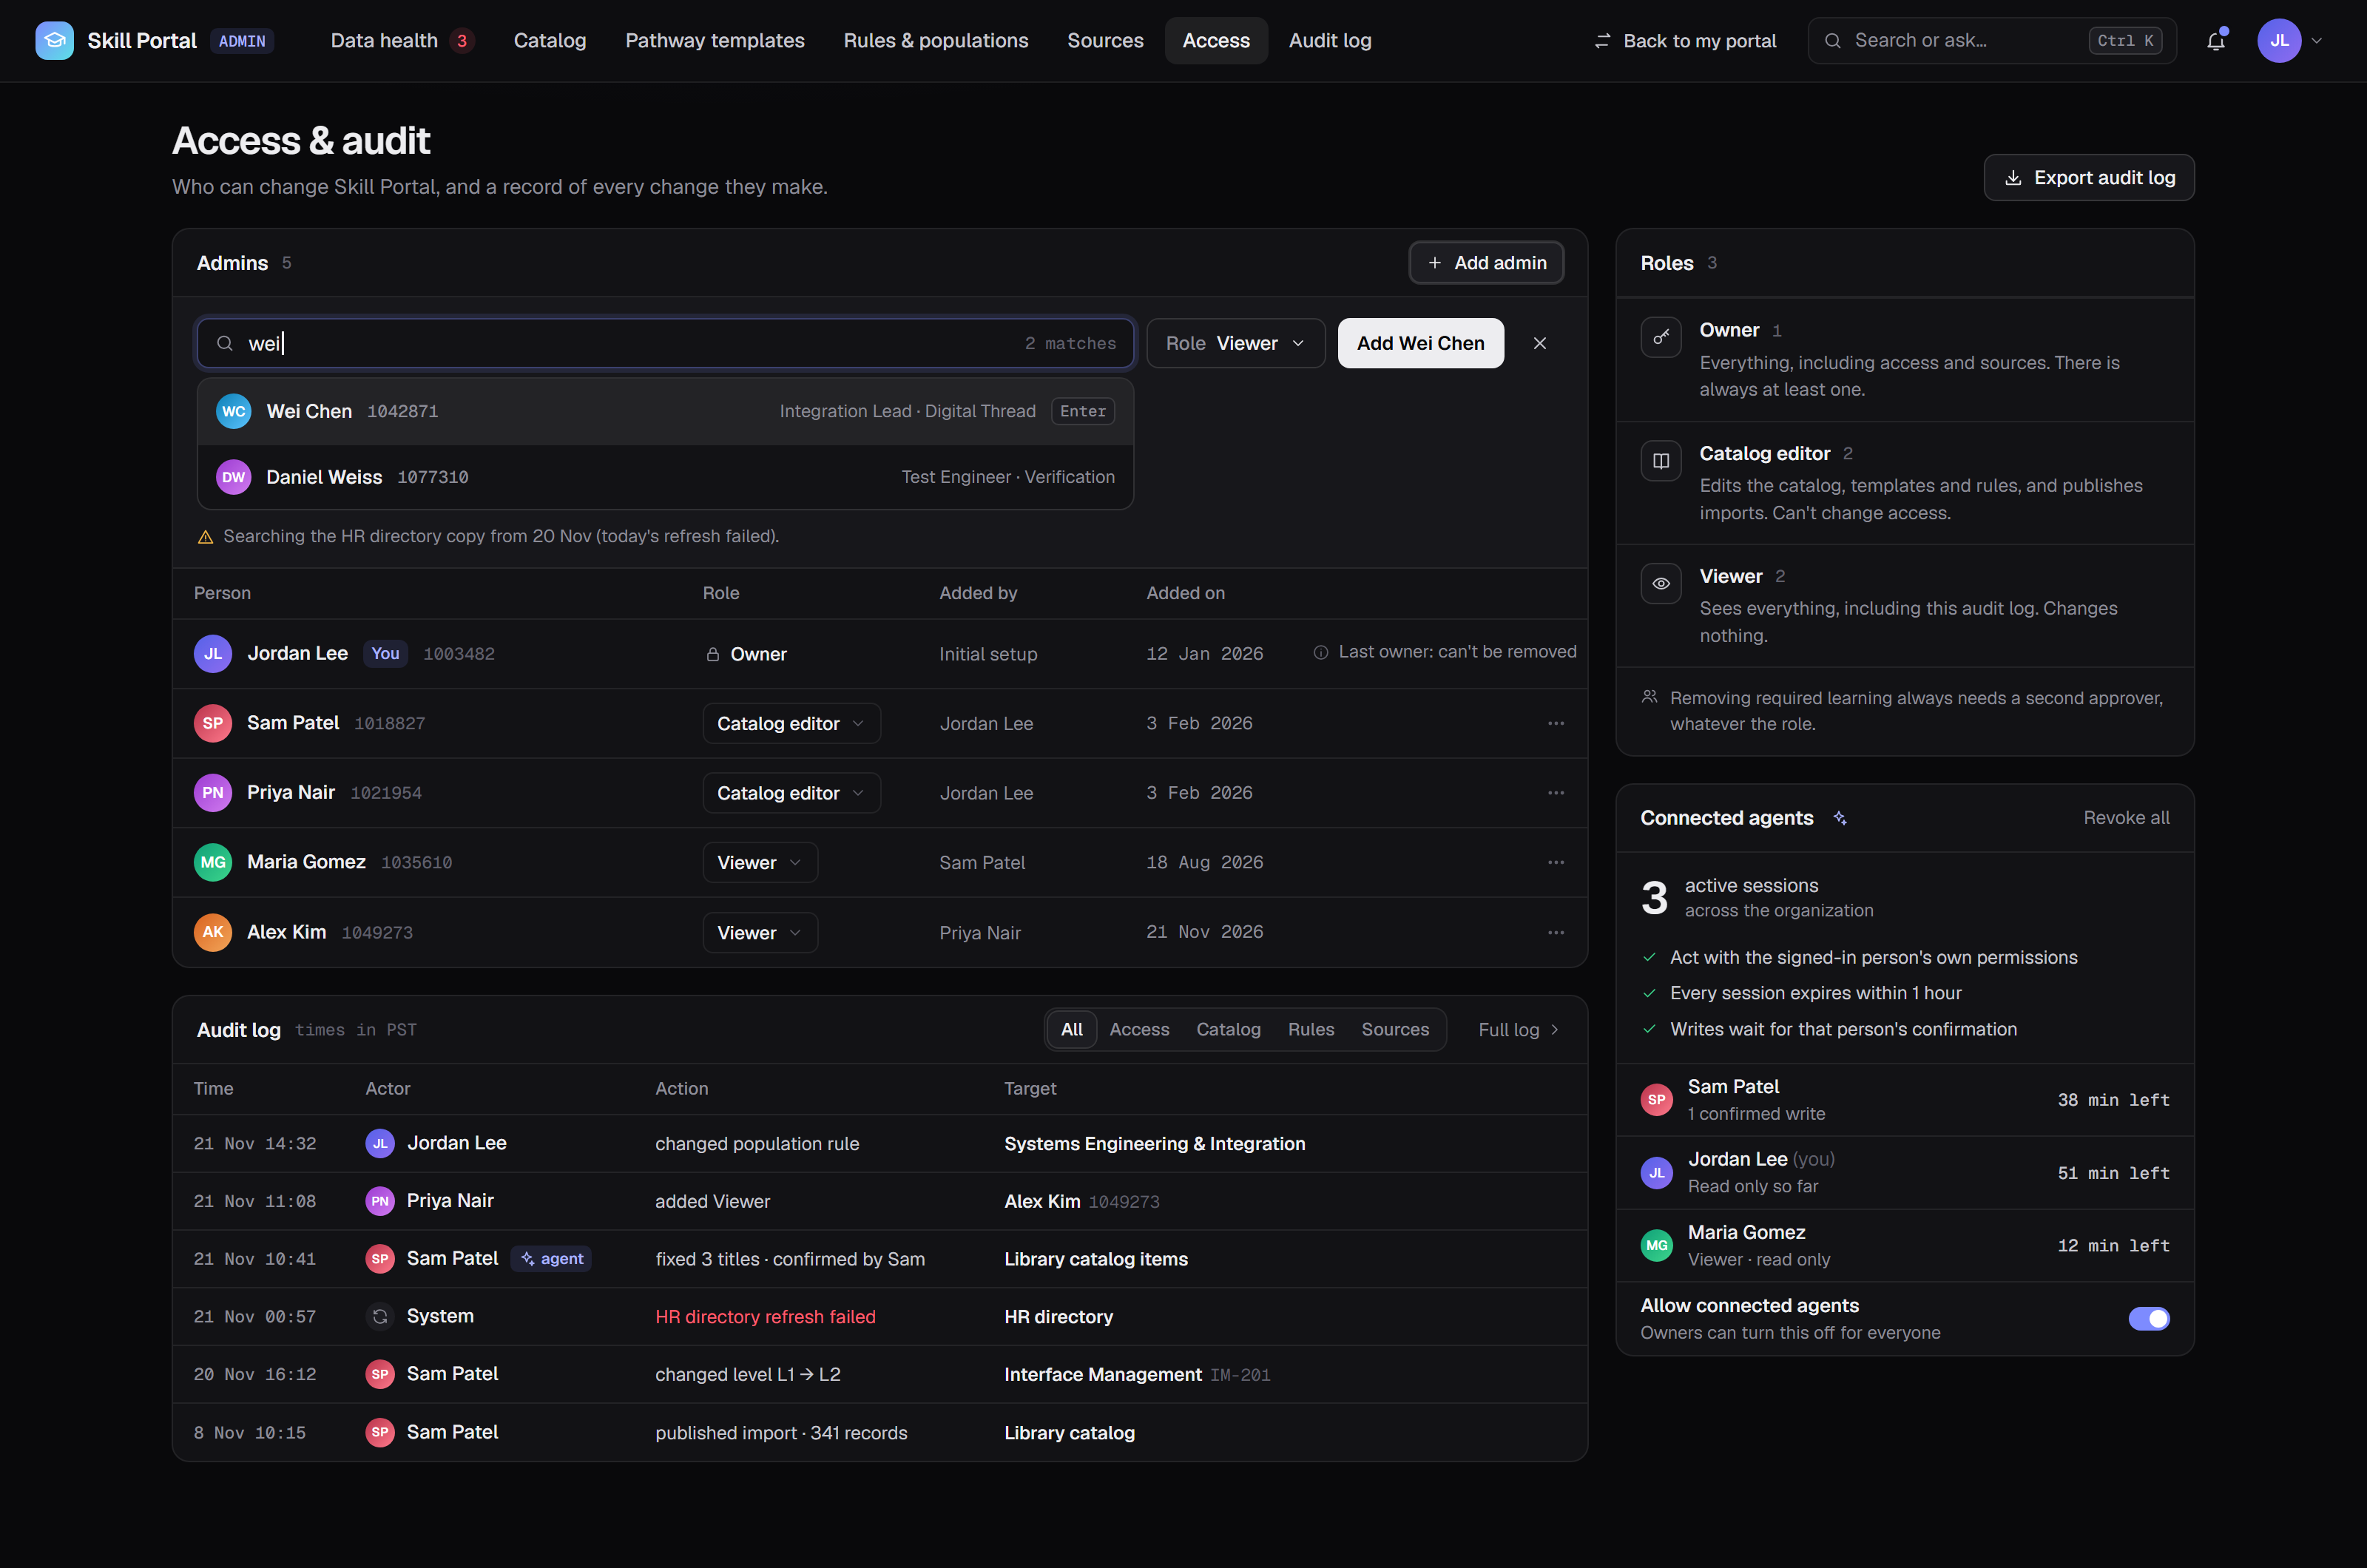 Skill Portal ADMIN Data health 3 Catalog Pathway templates Rules & populations Sources Access Audit log Back to my portal Search or ask... Ctrl K JL
Access & audit
Who can change Skill Portal, and a record of every change they make.
Export audit log
Admins 5
Add admin
wei 2 matches Role Viewer Add Wei Chen
WC Wei Chen 1042871 Integration Lead · Digital Thread Enter
DW Daniel Weiss 1077310 Test Engineer · Verification
Searching the HR directory copy from 20 Nov (today's refresh failed).
Person Role Added by Added on
JL Jordan Lee You 1003482 Owner Initial setup 12 Jan 2026 Last owner: can't be removed
SP Sam Patel 1018827 Catalog editor Jordan Lee 3 Feb 2026
PN Priya Nair 1021954 Catalog editor Jordan Lee 3 Feb 2026
MG Maria Gomez 1035610 Viewer Sam Patel 18 Aug 2026
AK Alex Kim 1049273 Viewer Priya Nair 21 Nov 2026
Audit log times in PST All Access Catalog Rules Sources Full log
Time Actor Action Target
21 Nov 14:32 JL Jordan Lee changed population rule Systems Engineering & Integration
21 Nov 11:08 PN Priya Nair added Viewer Alex Kim 1049273
21 Nov 10:41 SP Sam Patel agent fixed 3 titles · confirmed by Sam Library catalog items
21 Nov 00:57 System HR directory refresh failed HR directory
20 Nov 16:12 SP Sam Patel changed level L1 → L2 Interface Management IM-201
8 Nov 10:15 SP Sam Patel published import · 341 records Library catalog
Roles 3
Owner 1
Everything, including access and sources. There is
always at least one.
Catalog editor 2
Edits the catalog, templates and rules, and publishes
imports. Can't change access.
Viewer 2
Sees everything, including this audit log. Changes
nothing.
Removing required learning always needs a second approver,
whatever the role.
Connected agents Revoke all
3 active sessions
across the organization
Act with the signed-in person's own permissions
Every session expires within 1 hour
Writes wait for that person's confirmation
SP Sam Patel 38 min left
1 confirmed write
JL Jordan Lee (you) 51 min left
Read only so far
MG Maria Gomez 12 min left
Viewer · read only
Allow connected agents
Owners can turn this off for everyone